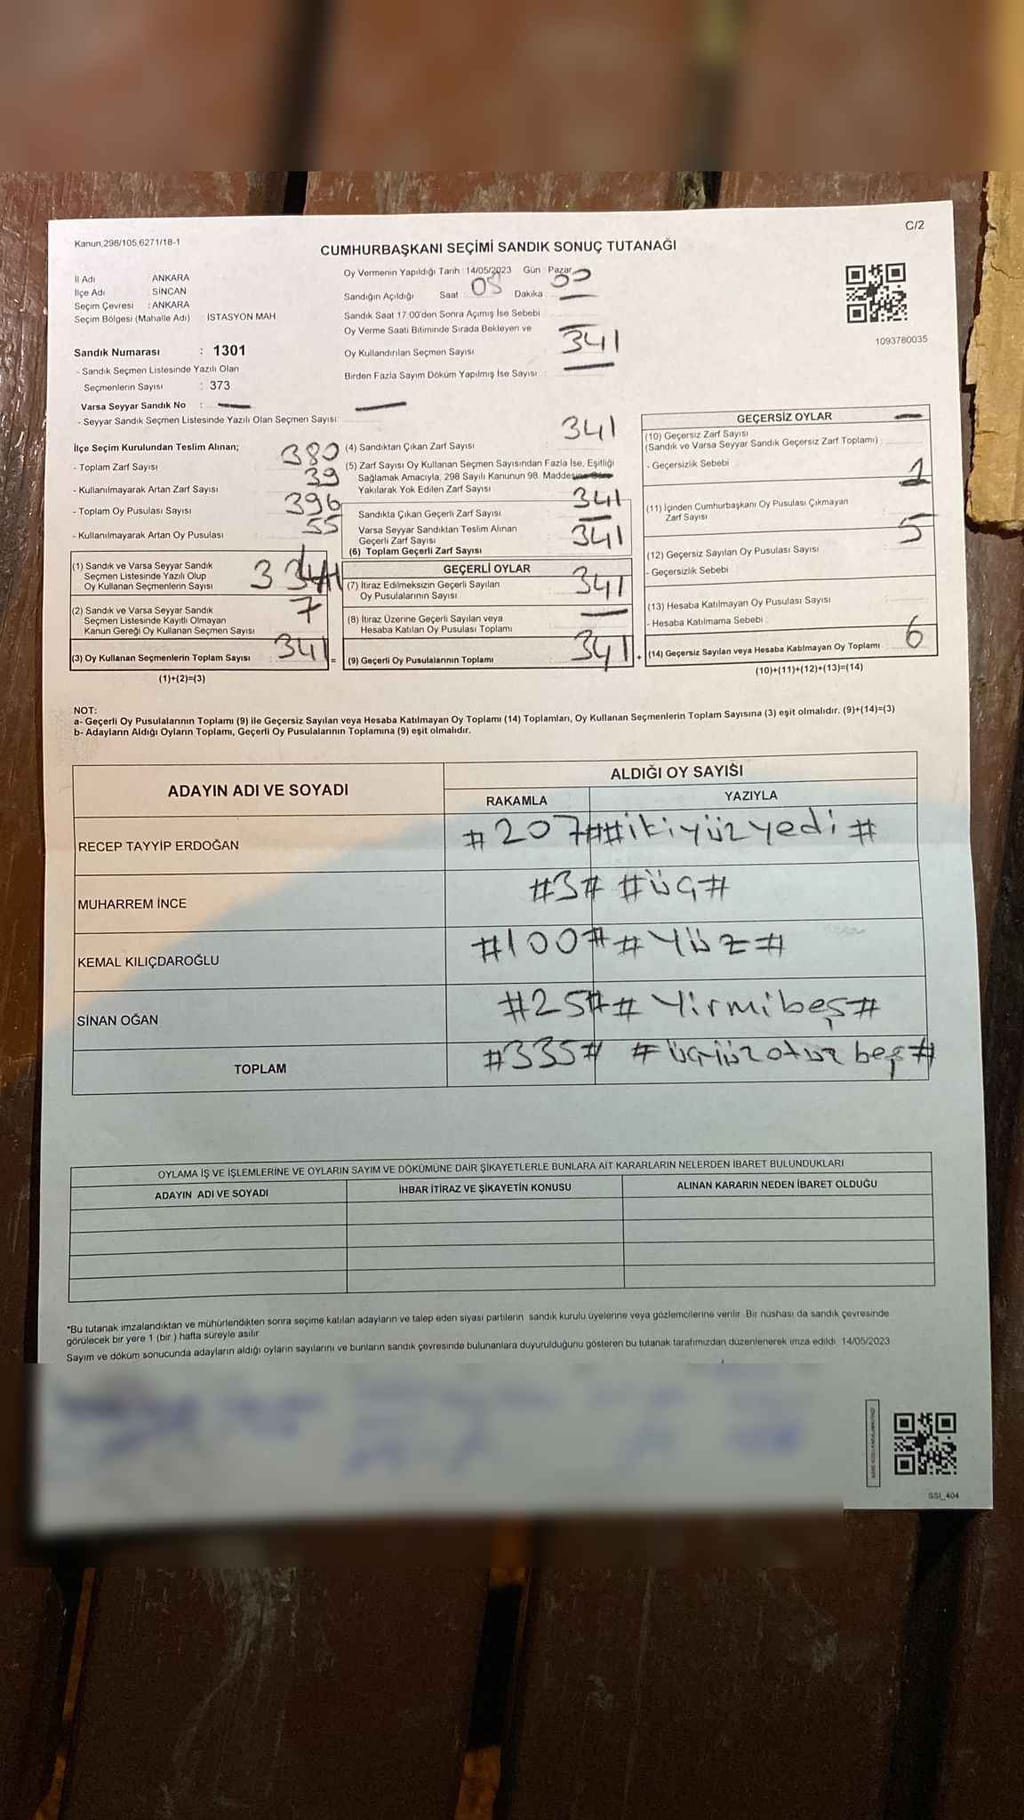 Kanun,298/105,6271/18-1
C/2
CUMHURBAŞKANI SEÇİMİ SANDIK SONUÇ TUTANAĞI
İl Adı : ANKARA
İlçe Adı : SİNCAN
Seçim Çevresi : ANKARA
Seçim Bölgesi (Mahalle Adı) İSTASYON MAH
Sandık Numarası : 1301
- Sandık Seçmen Listesinde Yazılı Olan
Seçmenlerin Sayısı : 373
Varsa Seyyar Sandık No :
- Seyyar Sandık Seçmen Listesinde Yazılı Olan Seçmen Sayısı:
Oy Vermenin Yapıldığı Tarih :14/05/2023 Gün : Pazar
Sandığın Açıldığı Saat Dakika
Sandık Saat 17:00'den Sonra Açımış İse Sebebi
Oy Verme Saati Bitiminde Sırada Bekleyen ve
Oy Kullandırılan Seçmen Sayısı 341
Birden Fazla Sayım Döküm Yapılmış İse Sayısı
1093780035
İlçe Seçim Kurulundan Teslim Alınan;
- Toplam Zarf Sayısı 380
- Kullanılmayarak Artan Zarf Sayısı 39
- Toplam Oy Pusulası Sayısı 396
- Kullanılmayarak Artan Oy Pusulası 55
(1) Sandık ve Varsa Seyyar Sandık
Seçmen Listesinde Yazılı Olup
Oy Kullanan Seçmenlerin Sayısı
(2) Sandık ve Varsa Seyyar Sandık
Seçmen Listesinde Kayıtlı Olmayan
Kanun Gereği Oy Kullanan Seçmen Sayısı 7
(3) Oy Kullanan Seçmenlerin Toplam Sayısı 341
(1)+(2)=(3)
(4) Sandıktan Çıkan Zarf Sayısı 341
(5) Zarf Sayısı Oy Kullanan Seçmen Sayısından Fazla İse, Eşitliği
Sağlamak Amacıyla, 298 Sayılı Kanunun 98. Maddesine Göre
Yakılarak Yok Edilen Zarf Sayısı
Sandıkta Çıkan Geçerli Zarf Sayısı 341
Varsa Seyyar Sandıktan Teslim Alınan
Geçerli Zarf Sayısı
(6) Toplam Geçerli Zarf Sayısı 341
GEÇERLİ OYLAR
(7) İtiraz Edilmeksizin Geçerli Sayılan
Oy Pusulalarının Sayısı 341
(8) İtiraz Üzerine Geçerli Sayılan veya
Hesaba Katılan Oy Pusulası Toplamı
(9) Geçerli Oy Pusulalarının Toplamı 341
GEÇERSİZ OYLAR
(10) Geçersiz Zarf Sayısı
(Sandık ve Varsa Seyyar Sandık Geçersiz Zarf Toplamı)
- Geçersizlik Sebebi
1
(11) İçinden Cumhurbaşkanı Oy Pusulası Çıkmayan
Zarf Sayısı
5
(12) Geçersiz Sayılan Oy Pusulası Sayısı
- Geçersizlik Sebebi
(13) Hesaba Katılmayan Oy Pusulası Sayısı
- Hesaba Katılmama Sebebi
(14) Geçersiz Sayılan veya Hesaba Katılmayan Oy Toplamı 6
(10)+(11)+(12)+(13)=(14)
NOT:
a- Geçerli Oy Pusulalarının Toplamı (9) ile Geçersiz Sayılan veya Hesaba Katılmayan Oy Toplamı (14) Toplamları, Oy Kullanan Seçmenlerin Toplam Sayısına (3) eşit olmalıdır. (9)+(14)=(3)
b- Adayların Aldığı Oyların Toplamı, Geçerli Oy Pusulalarının Toplamına (9) eşit olmalıdır.
ADAYIN ADI VE SOYADI ALDIĞI OY SAYISI
RAKAMLA YAZIYLA
RECEP TAYYİP ERDOĞAN #207# #ikiyüzyedi#
MUHARREM İNCE #3# #üç#
KEMAL KILIÇDAROĞLU #100# #Yüz#
SİNAN OĞAN #25# #Yirmibeş#
TOPLAM #335# #üçyüzotuzbeş#
OYLAMA İŞ VE İŞLEMLERİNE VE OYLARIN SAYIM VE DÖKÜMÜNE DAİR ŞİKAYETLERLE BUNLARA AİT KARARLARIN NELERDEN İBARET BULUNDUKLARI
ADAYIN ADI VE SOYADI İHBAR İTİRAZ VE ŞİKAYETİN KONUSU ALINAN KARARIN NEDEN İBARET OLDUĞU
*Bu tutanak imzalandıktan ve mühürlendikten sonra seçime katılan adayların ve talep eden siyasi partilerin sandık kurulu üyelerine veya gözlemcilerine verilir. Bir nüshası da sandık çevresinde
görülecek bir yere 1 (bir) hafta süreyle asılır
Sayım ve döküm sonucunda adayların aldığı oyların sayılarını ve bunların sandık çevresinde bulunanlara duyurulduğunu gösteren bu tutanak tarafımızdan düzenlenerek imza edildi. 14/05/2023
SSI_404